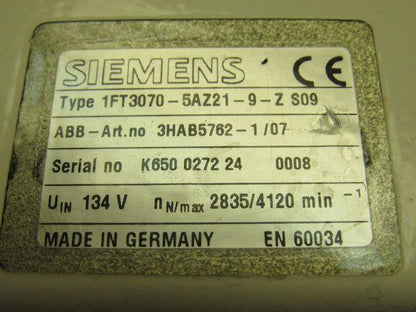 SIEMENS CE
Type 1FT3070-5AZ21-9-Z S09
ABB-Art.no 3HAB5762-1/07
Serial no K650 0272 24 0008
UIN 134 V nN/max 2835/4120 min -1
MADE IN GERMANY EN 60034